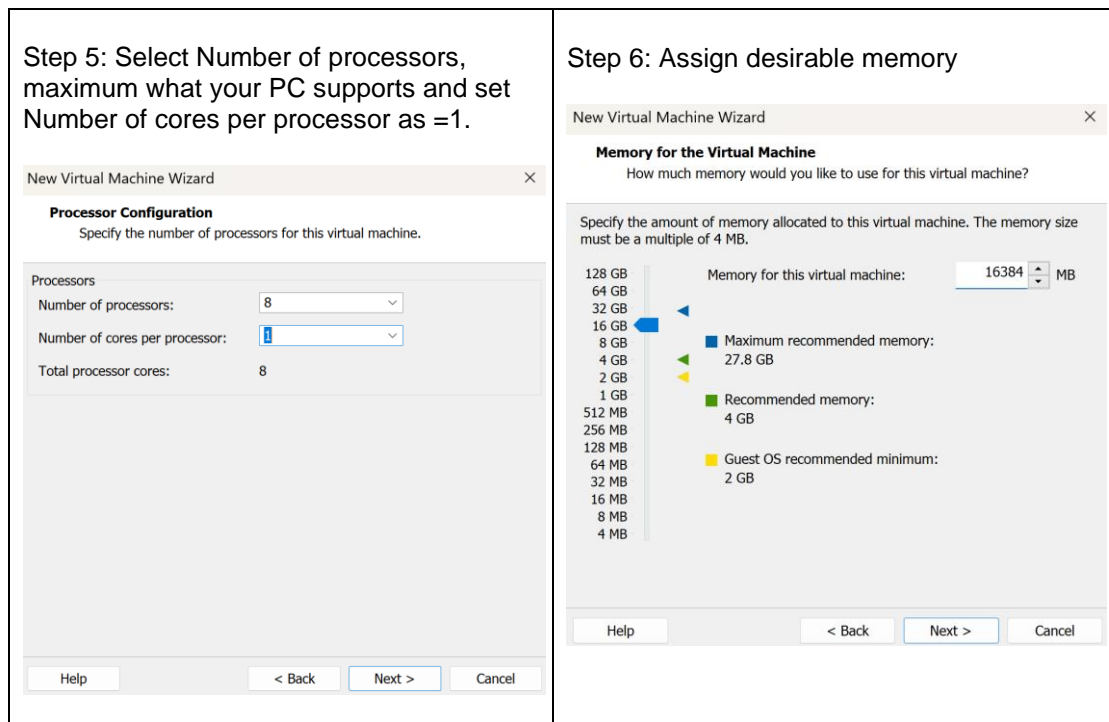 Step 5: Select Number of processors,
maximum what your PC supports and set
Number of cores per processor as =1.
New Virtual Machine Wizard
Processor Configuration
Specify the number of processors for this virtual machine.
Processors
Number of processors: 8
Number of cores per processor: 1
Total processor cores: 8
Help < Back Next > Cancel
Step 6: Assign desirable memory
New Virtual Machine Wizard
Memory for the Virtual Machine
How much memory would you like to use for this virtual machine?
Specify the amount of memory allocated to this virtual machine. The memory size
must be a multiple of 4 MB.
Memory for this virtual machine: 16384 MB
128 GB
64 GB
32 GB
16 GB
8 GB
4 GB
2 GB
1 GB
512 MB
256 MB
128 MB
64 MB
32 MB
16 MB
8 MB
4 MB
Maximum recommended memory:
27.8 GB
Recommended memory:
4 GB
Guest OS recommended minimum:
2 GB
Help < Back Next > Cancel